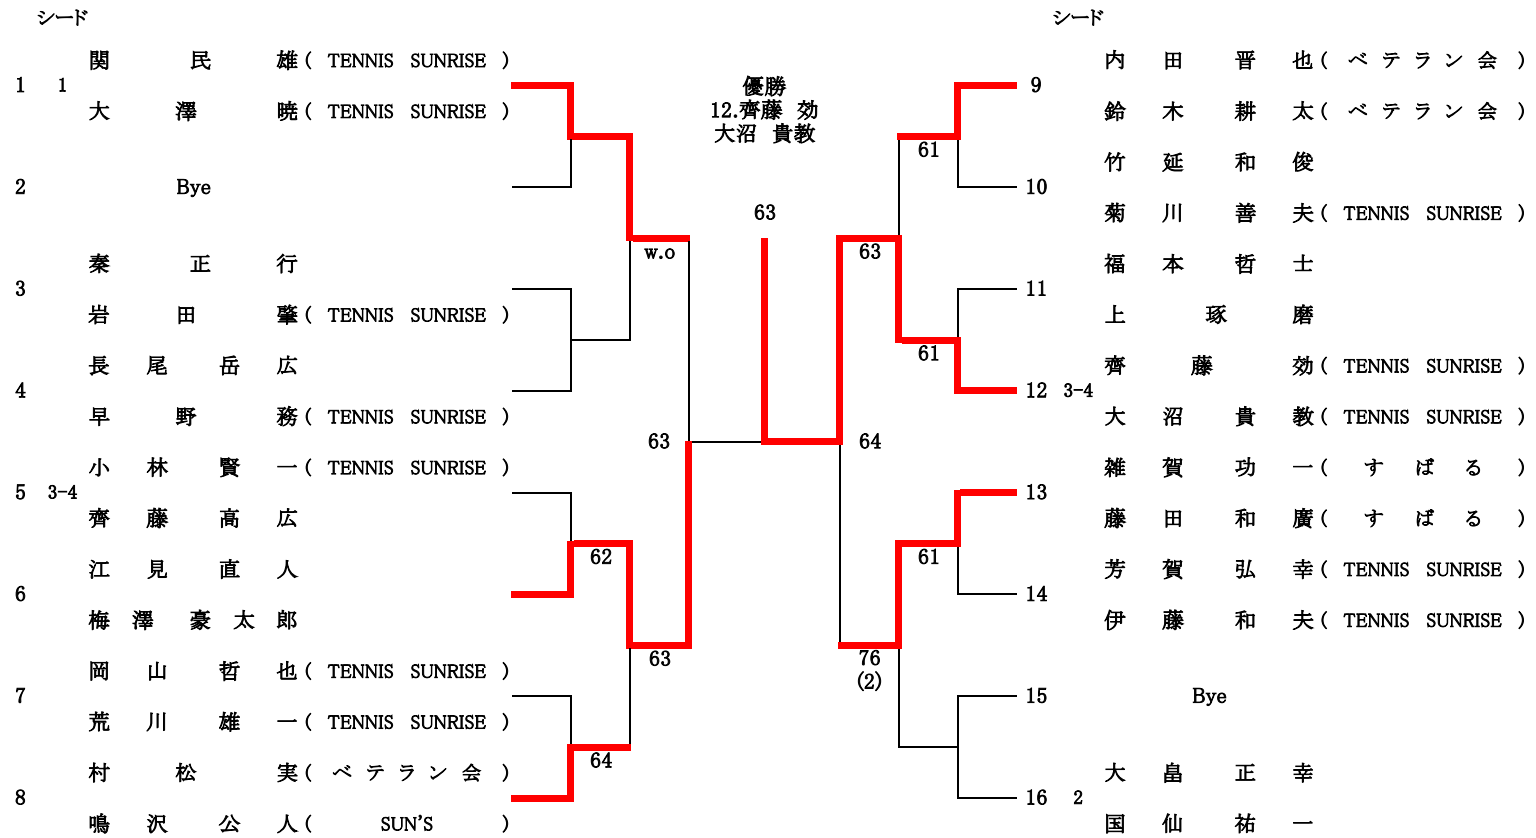 シード
関 民 雄 ( TENNIS SUNRISE )
1 1
大 澤 暁 ( TENNIS SUNRISE )
2 Bye
秦 正 行
3
岩 田 肇 ( TENNIS SUNRISE )
長 尾 岳 広
4
早 野 務 ( TENNIS SUNRISE )
小 林 賢 一 ( TENNIS SUNRISE )
5 3-4
齊 藤 高 広
江 見 直 人
6
梅 澤 豪 太 郎
岡 山 哲 也 ( TENNIS SUNRISE )
7
荒 川 雄 一 ( TENNIS SUNRISE )
村 松 実 ( ベ テ ラ ン 会 )
8
鳴 沢 公 人 ( SUN'S )
w.o
63
62
63
64
優勝
12.齊藤 効
大沼 貴教
63
61
63
61
64
61
76
(2)
シード
内 田 晋 也 ( ベ テ ラ ン 会 )
9
鈴 木 耕 太 ( ベ テ ラ ン 会 )
竹 延 和 俊
10
菊 川 善 夫 ( TENNIS SUNRISE )
福 本 哲 士
11
上 琢 磨
齊 藤 効 ( TENNIS SUNRISE )
12 3-4
大 沼 貴 教 ( TENNIS SUNRISE )
雑 賀 功 一 ( す ば る )
13
藤 田 和 廣 ( す ば る )
芳 賀 弘 幸 ( TENNIS SUNRISE )
14
伊 藤 和 夫 ( TENNIS SUNRISE )
15 Bye
大 畠 正 幸
16 2
国 仙 祐 一